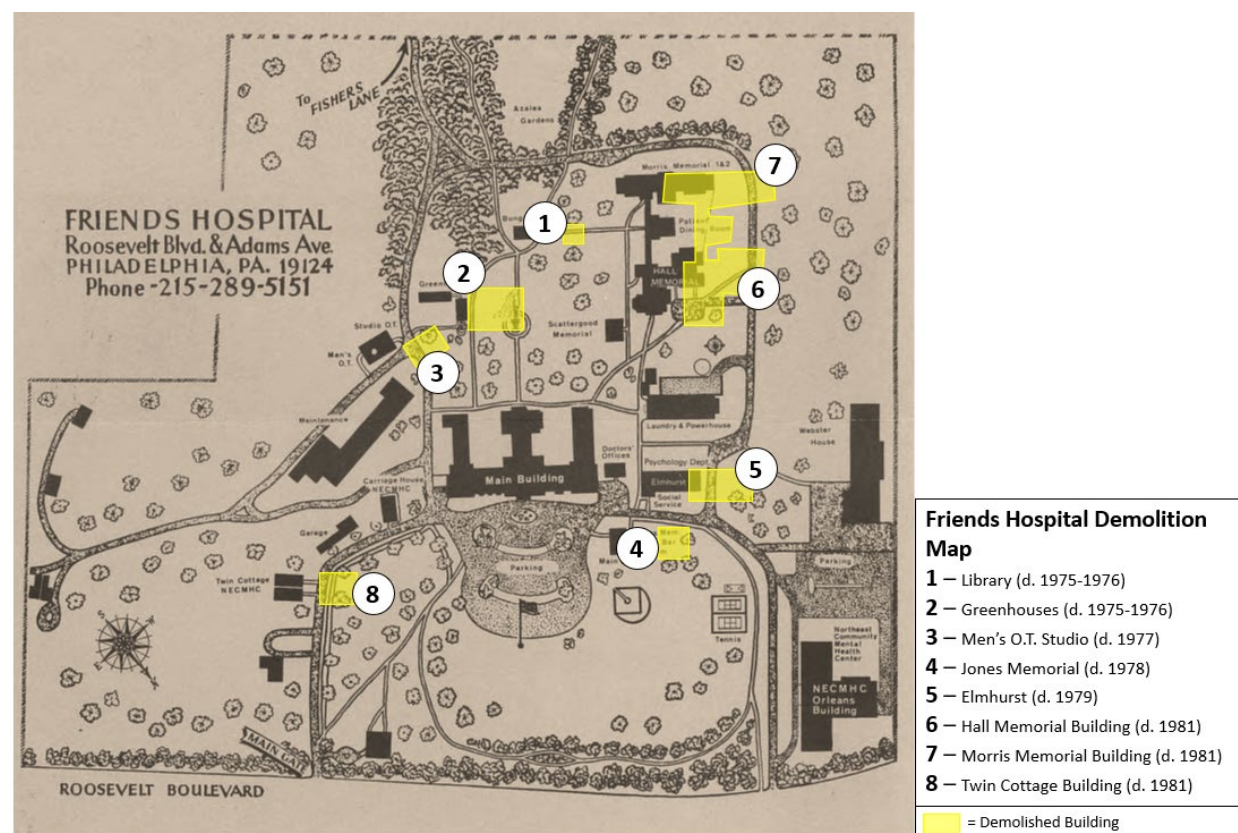 To
FISHERS
LANE
Azalea
Gardens
Morris Memorial 1&2
7
FRIENDS HOSPITAL
Roosevelt Blvd. & Adams Ave.
PHILADELPHIA, PA. 19124
Phone -215-289-5151
1
Dining Room
2
HALL
MEMORIAL
6
Scattergood
Memorial
Studio O.T.
Men's
O.T.
3
Maintenance
Laundry & Powerhouse
Webster
House
Doctors'
Offices
Psychology Dept.
5
Main Building
Elmhurst
Social
Service
Carriage House
NECMHC
Garage
4
Main
Parking
Parking
Twin Cottage
NECMHC
8
Tennis
Northeast
Community
Mental
Health
Center
NECMHC
Orleans
Building
S
MAIN
ROOSEVELT BOULEVARD
Friends Hospital Demolition
Map
1 – Library (d. 1975-1976)
2 – Greenhouses (d. 1975-1976)
3 – Men's O.T. Studio (d. 1977)
4 – Jones Memorial (d. 1978)
5 – Elmhurst (d. 1979)
6 – Hall Memorial Building (d. 1981)
7 – Morris Memorial Building (d. 1981)
8 – Twin Cottage Building (d. 1981)
= Demolished Building